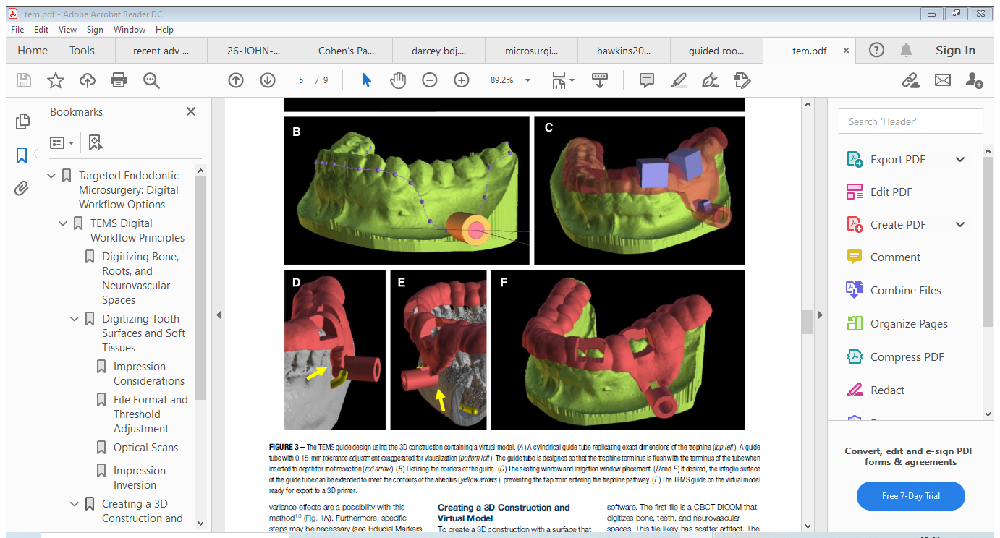 tem.pdf - Adobe Acrobat Reader DC
File Edit View Sign Window Help
Home Tools recent adv ... 26-JOHN-... Cohen's Pa... darcey bdj.... microsurgi... hawkins20... guided roo... tem.pdf × Sign In
5 / 9 89.2%
Bookmarks
Targeted Endodontic
Microsurgery: Digital
Workflow Options
TEMS Digital
Workflow Principles
Digitizing Bone,
Roots, and
Neurovascular
Spaces
Digitizing Tooth
Surfaces and Soft
Tissues
Impression
Considerations
File Format and
Threshold
Adjustment
Optical Scans
Impression
Inversion
Creating a 3D
Construction and
B
C
D
E
F
FIGURE 3 – The TEMS guide design using the 3D construction containing a virtual model. (A) A cylindrical guide tube replicating exact dimensions of the trephine (top left). A guide
tube with 0.15-mm tolerance adjustment exaggerated for visualization (bottom left). The guide tube is designed so that the trephine terminus is flush with the terminus of the tube when
inserted to depth for root resection (red arrow). (B) Defining the borders of the guide. (C) The seating window and irrigation window placement. (D and E) If desired, the intaglio surface
of the guide tube can be extended to meet the contours of the alveolus (yellow arrows), preventing the flap from entering the trephine pathway. (F) The TEMS guide on the virtual model
ready for export to a 3D printer.
variance effects are a possibility with this
method13 (Fig. 1N). Furthermore, specific
steps may be necessary (see Fiducial Markers
Creating a 3D Construction and
Virtual Model
To create a 3D construction with a surface that
software. The first file is a CBCT DICOM that
digitizes bone, teeth, and neurovascular
spaces. This file likely has scatter artifact. The
Search 'Header'
Export PDF
Edit PDF
Create PDF
Comment
Combine Files
Organize Pages
Compress PDF
Redact
Convert, edit and e-sign PDF
forms & agreements
Free 7-Day Trial